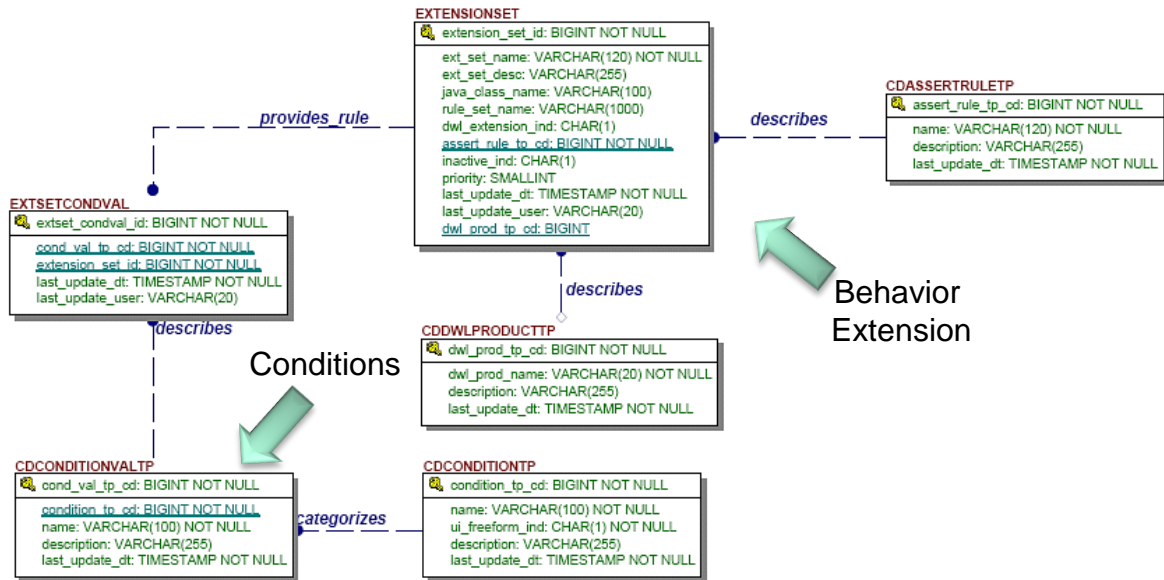 EXTENSIONSET
extension_set_id: BIGINT NOT NULL
ext_set_name: VARCHAR(120) NOT NULL
ext_set_desc: VARCHAR(255)
java_class_name: VARCHAR(100)
rule_set_name: VARCHAR(1000)
dwl_extension_ind: CHAR(1)
assert_rule_tp_cd: BIGINT NOT NULL
inactive_ind: CHAR(1)
priority: SMALLINT
last_update_dt: TIMESTAMP NOT NULL
last_update_user: VARCHAR(20)
dwl_prod_tp_cd: BIGINT
provides_rule
describes
CDASSERTRULETP
assert_rule_tp_cd: BIGINT NOT NULL
name: VARCHAR(120) NOT NULL
description: VARCHAR(255)
last_update_dt: TIMESTAMP NOT NULL
EXTSETCONDVAL
extset_condval_id: BIGINT NOT NULL
cond_val_tp_cd: BIGINT NOT NULL
extension_set_id: BIGINT NOT NULL
last_update_dt: TIMESTAMP NOT NULL
last_update_user: VARCHAR(20)
describes
describes
Behavior
Extension
Conditions
CDDWLPRODUCTTP
dwl_prod_tp_cd: BIGINT NOT NULL
dwl_prod_name: VARCHAR(20) NOT NULL
description: VARCHAR(255)
last_update_dt: TIMESTAMP NOT NULL
CDCONDITIONVALTP
cond_val_tp_cd: BIGINT NOT NULL
condition_tp_cd: BIGINT NOT NULL
name: VARCHAR(100) NOT NULL
description: VARCHAR(255)
last_update_dt: TIMESTAMP NOT NULL
categorizes
CDCONDITIONTP
condition_tp_cd: BIGINT NOT NULL
name: VARCHAR(100) NOT NULL
ui_freeform_ind: CHAR(1) NOT NULL
description: VARCHAR(255)
last_update_dt: TIMESTAMP NOT NULL